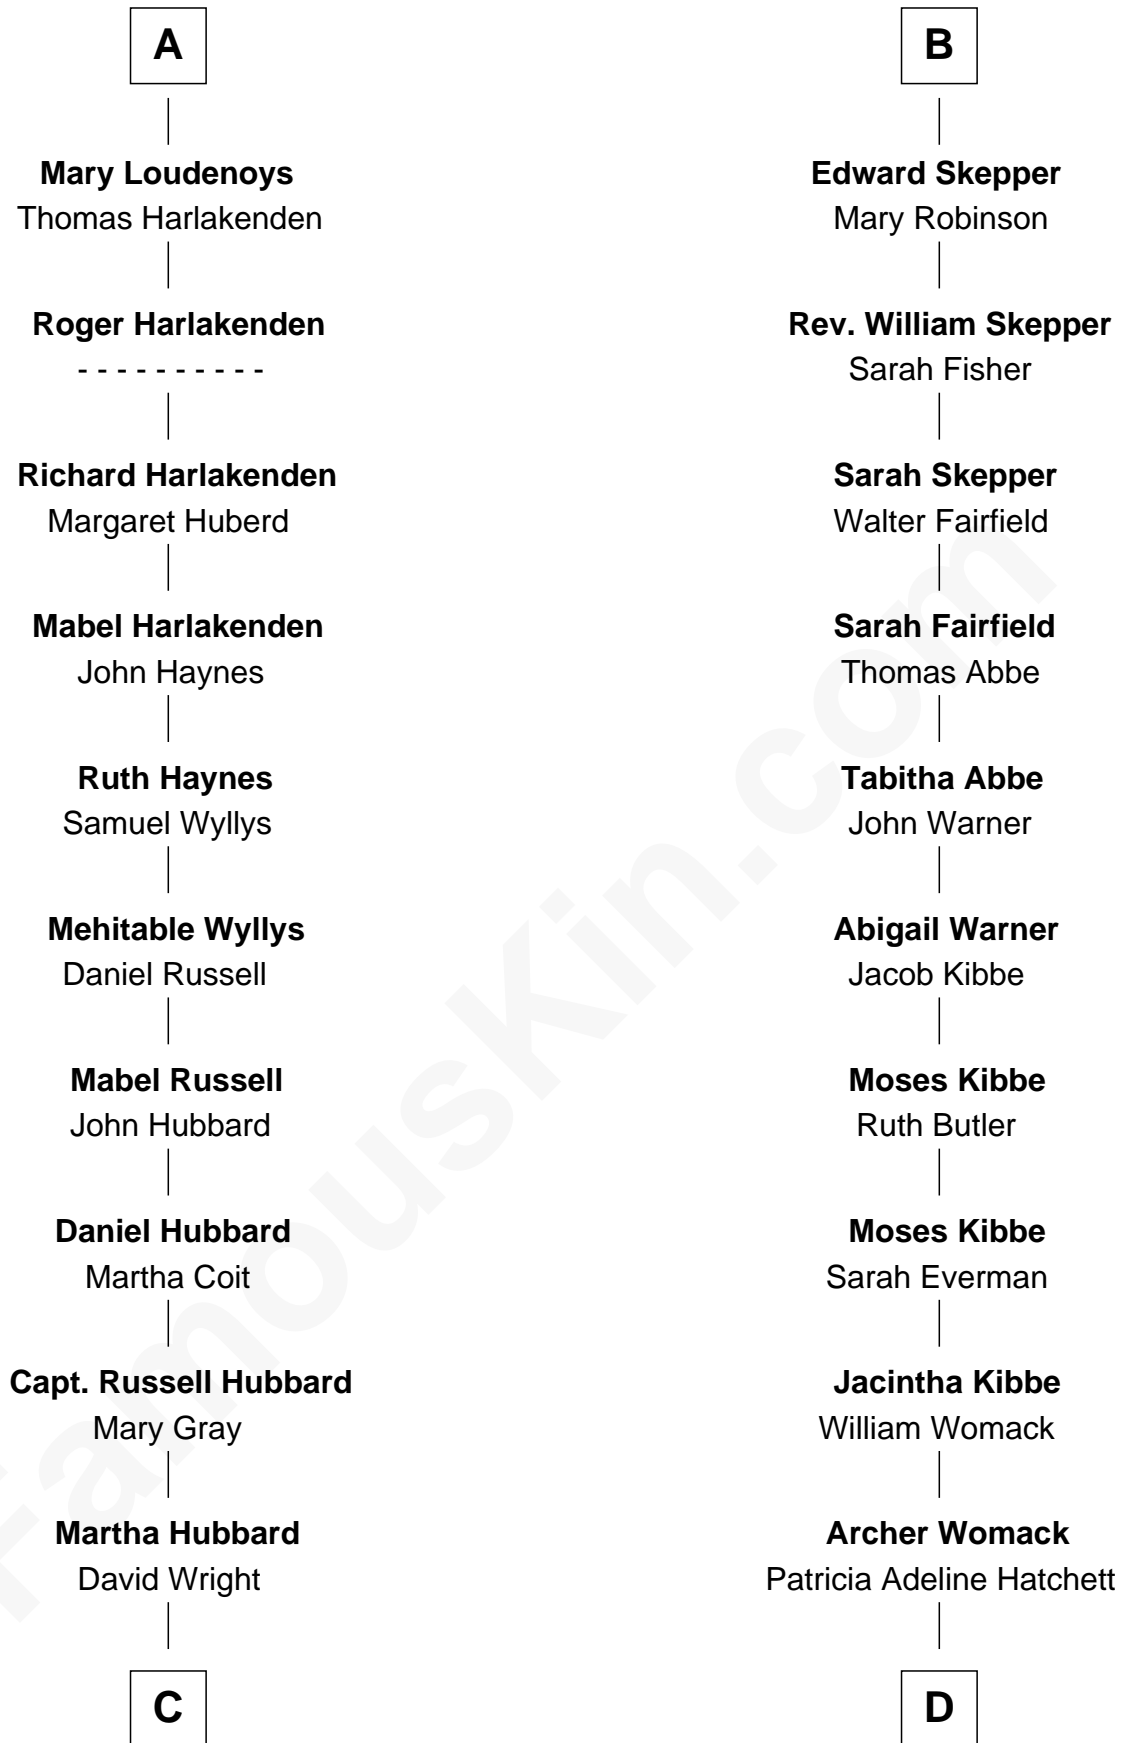 A
Mary Loudenoys
Thomas Harlakenden
Roger Harlakenden
- - - - - - - - - -
Richard Harlakenden
Margaret Huberd
Mabel Harlakenden
John Haynes
Ruth Haynes
Samuel Wyllys
Mehitable Wyllys
Daniel Russell
Mabel Russell
John Hubbard
Daniel Hubbard
Martha Coit
Capt. Russell Hubbard
Mary Gray
Martha Hubbard
David Wright
C
B
Edward Skepper
Mary Robinson
Rev. William Skepper
Sarah Fisher
Sarah Skepper
Walter Fairfield
Sarah Fairfield
Thomas Abbe
Tabitha Abbe
John Warner
Abigail Warner
Jacob Kibbe
Moses Kibbe
Ruth Butler
Moses Kibbe
Sarah Everman
Jacintha Kibbe
William Womack
Archer Womack
Patricia Adeline Hatchett
D
FamousKin.com